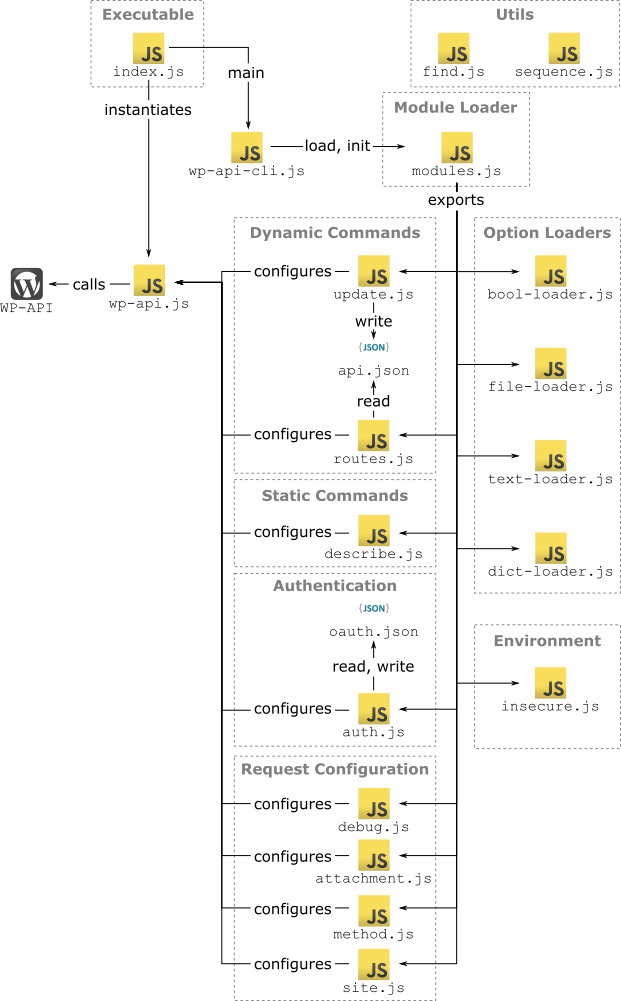 Executable
JS
index.js
Utils
JS
find.js
JS
sequence.js
main
instantiates
Module Loader
JS
wp-api-cli.js
load, init
JS
modules.js
exports
Dynamic Commands
Option Loaders
W
WP-API
calls
JS
wp-api.js
configures
JS
update.js
JS
bool-loader.js
write
{JSON}
api.json
read
JS
file-loader.js
configures
JS
routes.js
JS
text-loader.js
Static Commands
configures
JS
describe.js
JS
dict-loader.js
Authentication
{JSON}
oauth.json
read, write
configures
JS
auth.js
Environment
JS
insecure.js
Request Configuration
configures
JS
debug.js
configures
JS
attachment.js
configures
JS
method.js
configures
JS
site.js